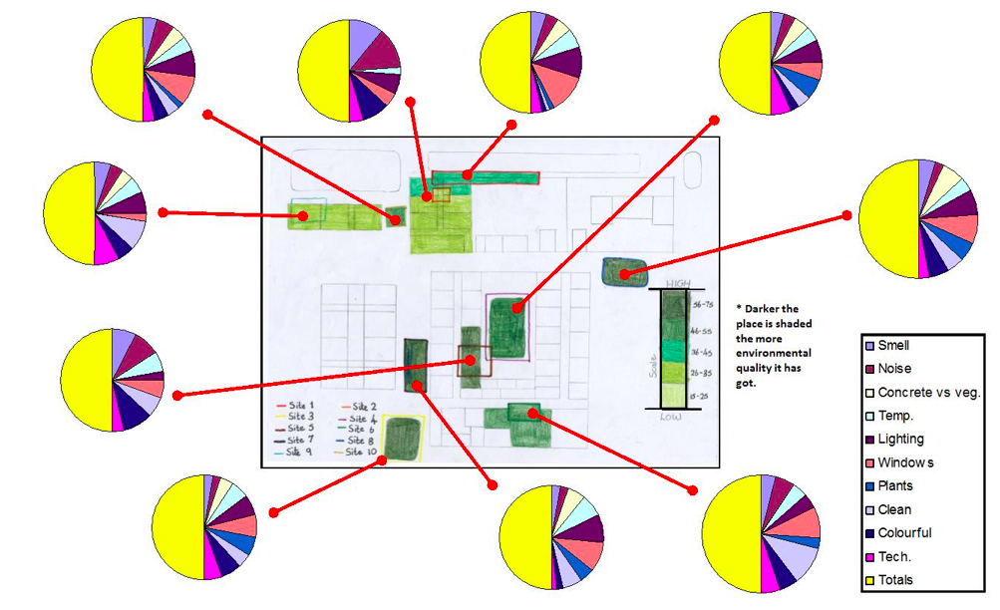 HIGH
56-75
46-55
36-45
26-35
15-25
Scale
LOW
* Darker the
place is shaded
the more
environmental
quality it has
got.
Site 1
Site 2
Site 3
Site 4
Site 5
Site 6
Site 7
Site 8
Site 9
Site 10
Smell
Noise
Concrete vs veg.
Temp.
Lighting
Windows
Plants
Clean
Colourful
Tech.
Totals